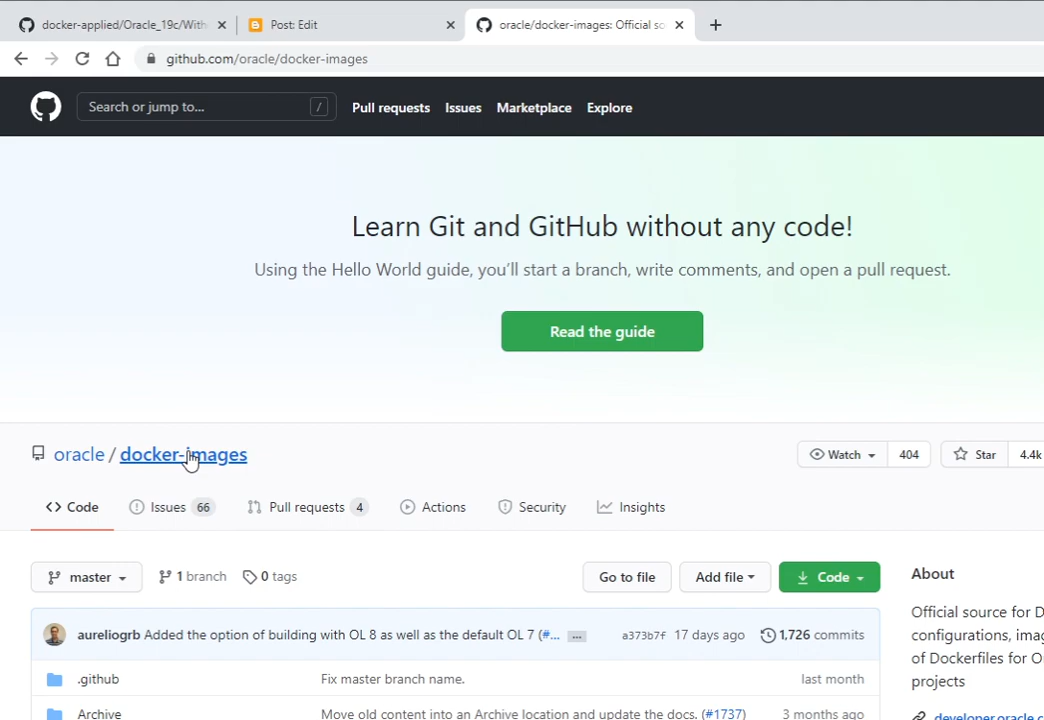 docker-applied/Oracle_19c/With
Post: Edit
oracle/docker-images: Official so
github.com/oracle/docker-images
Search or jump to...
/
Pull requests
Issues
Marketplace
Explore
Learn Git and GitHub without any code!
Using the Hello World guide, you’ll start a branch, write comments, and open a pull request.
Read the guide
oracle / docker-images
Watch 404
Star 4.4k
Code
Issues 66
Pull requests 4
Actions
Security
Insights
master
1 branch
0 tags
Go to file
Add file
Code
About
aureliogrb Added the option of building with OL 8 as well as the default OL 7 (#... ... a373b7f 17 days ago 1,726 commits
Official source for D
configurations, imag
of Dockerfiles for Or
projects
.github Fix master branch name. last month
Archive Move old content into an Archive location and update the docs. (#1737) 3 months ago
developer.oracle.c